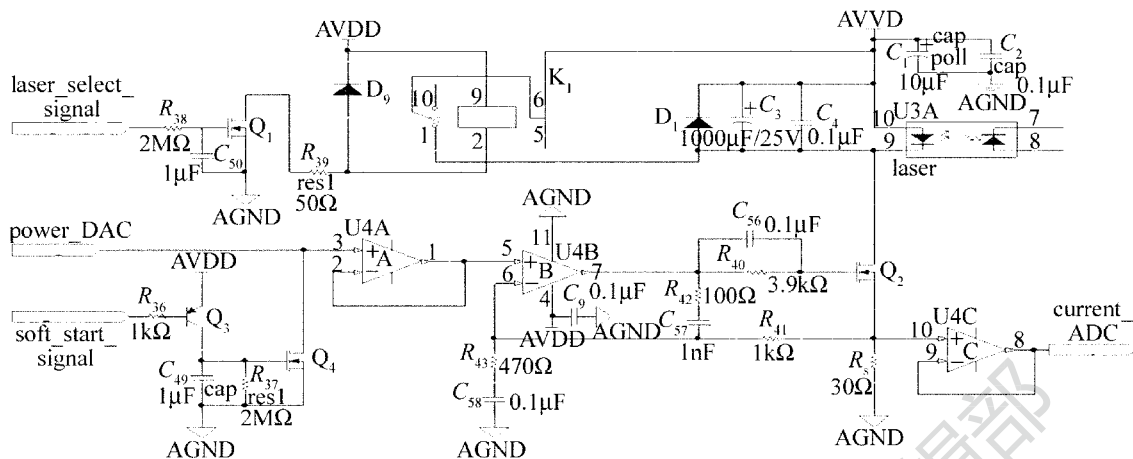 AVDD
AVVD
laser_select_
signal
R38
2MΩ
Q1
C50
1μF
AGND
R39
res1
50Ω
D9
10
1
9
2
K1
6
5
D1
C3
1000μF/25V
C4
0.1μF
C1
cap
poll
10μF
C2
cap
0.1μF
AGND
U3A
10
9
7
8
laser
power_DAC
AVDD
soft_start_
signal
R36
1kΩ
Q3
C49
1μF
cap
R37
res1
2MΩ
Q4
AGND
U4A
3
2
+
−
A
1
AGND
11
U4B
5
6
+
−
B
7
4
C9
0.1μF
AVDD
AGND
R43
470Ω
C58
0.1μF
AGND
C56
0.1μF
R40
3.9kΩ
R42
100Ω
C57
1nF
R41
1kΩ
Q2
R5
30Ω
AGND
U4C
10
9
+
−
C
8
current_
ADC
辑部